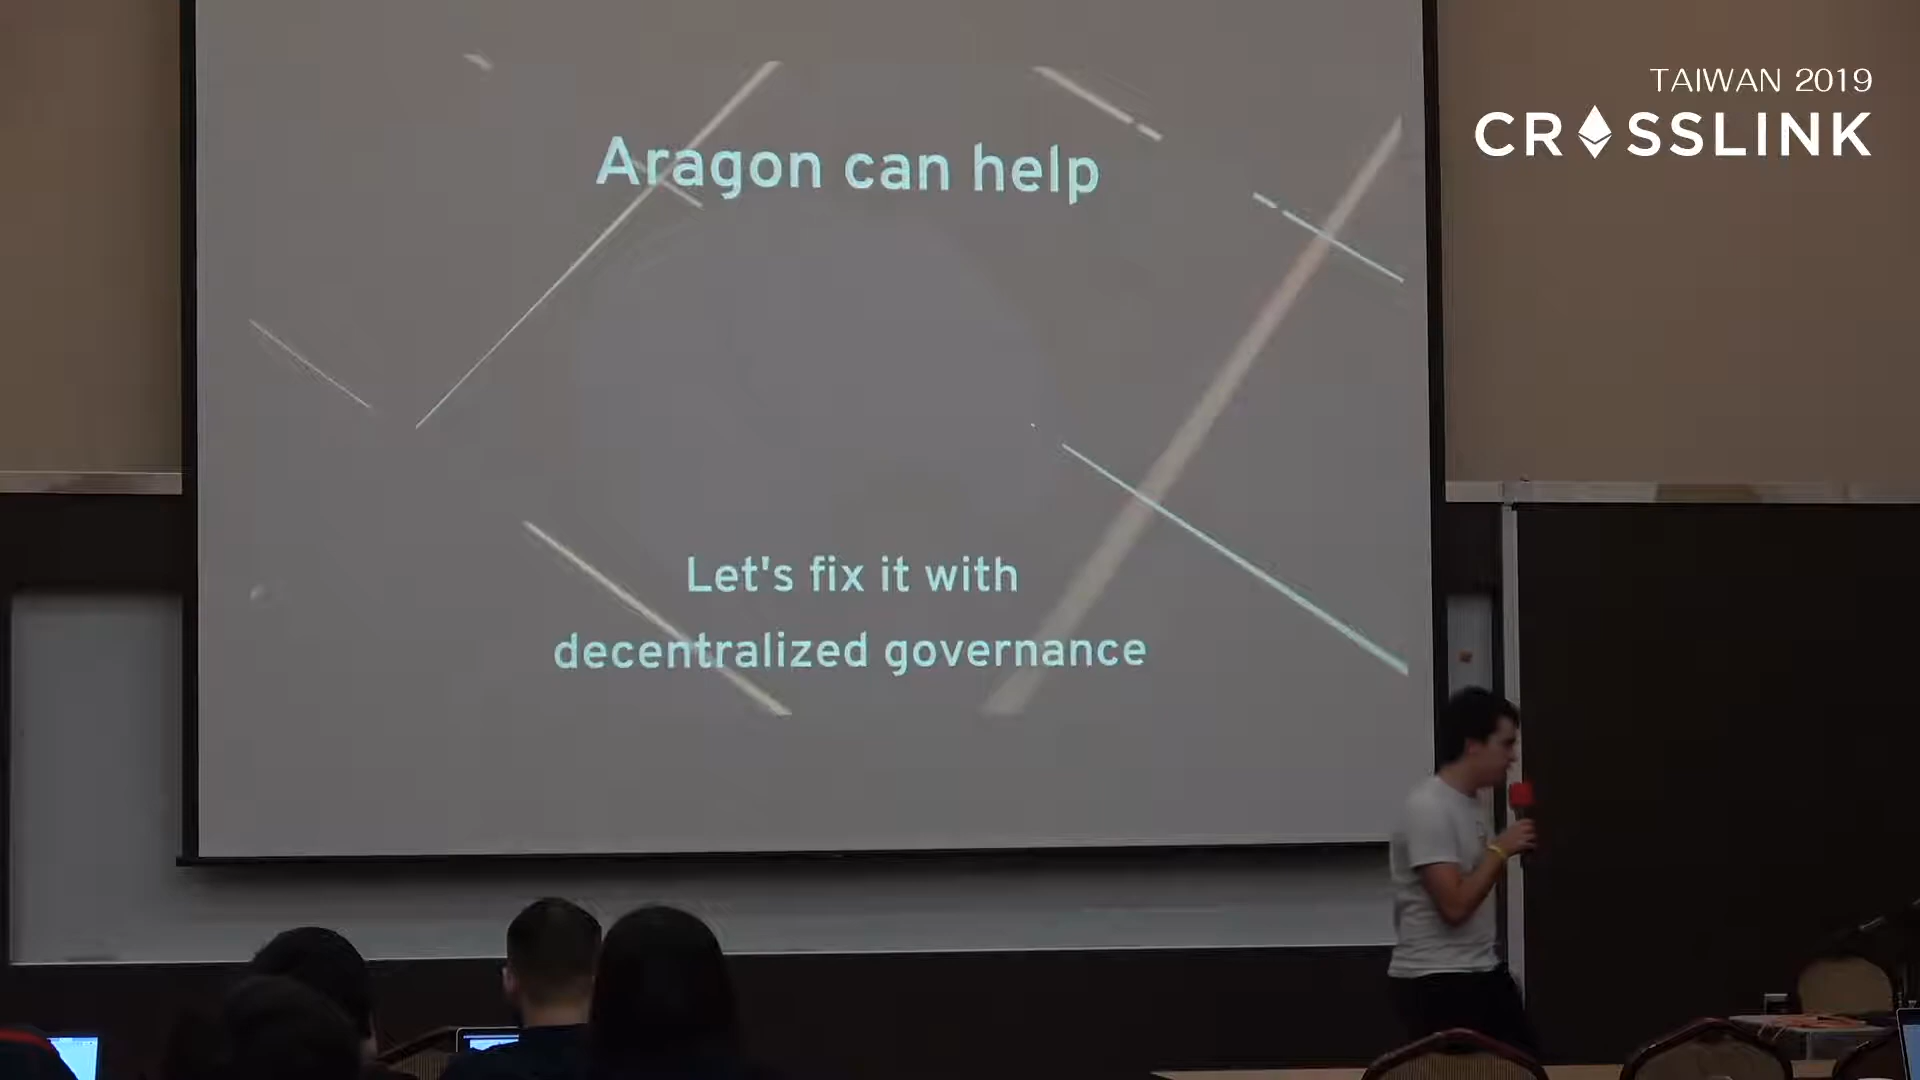 Aragon can help
Let's fix it with
decentralized governance
TAIWAN 2019
CROSSLINK